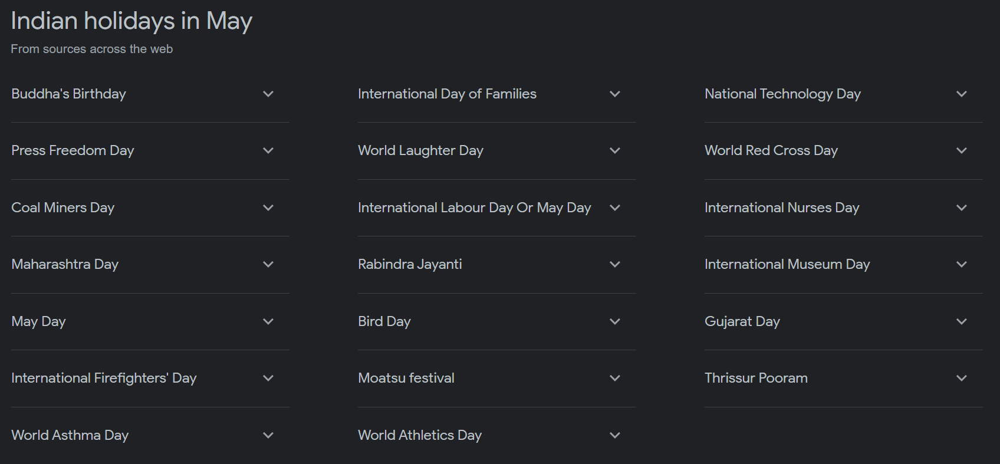 Indian holidays in May
From sources across the web
Buddha's Birthday
International Day of Families
National Technology Day
Press Freedom Day
World Laughter Day
World Red Cross Day
Coal Miners Day
International Labour Day Or May Day
International Nurses Day
Maharashtra Day
Rabindra Jayanti
International Museum Day
May Day
Bird Day
Gujarat Day
International Firefighters' Day
Moatsu festival
Thrissur Pooram
World Asthma Day
World Athletics Day